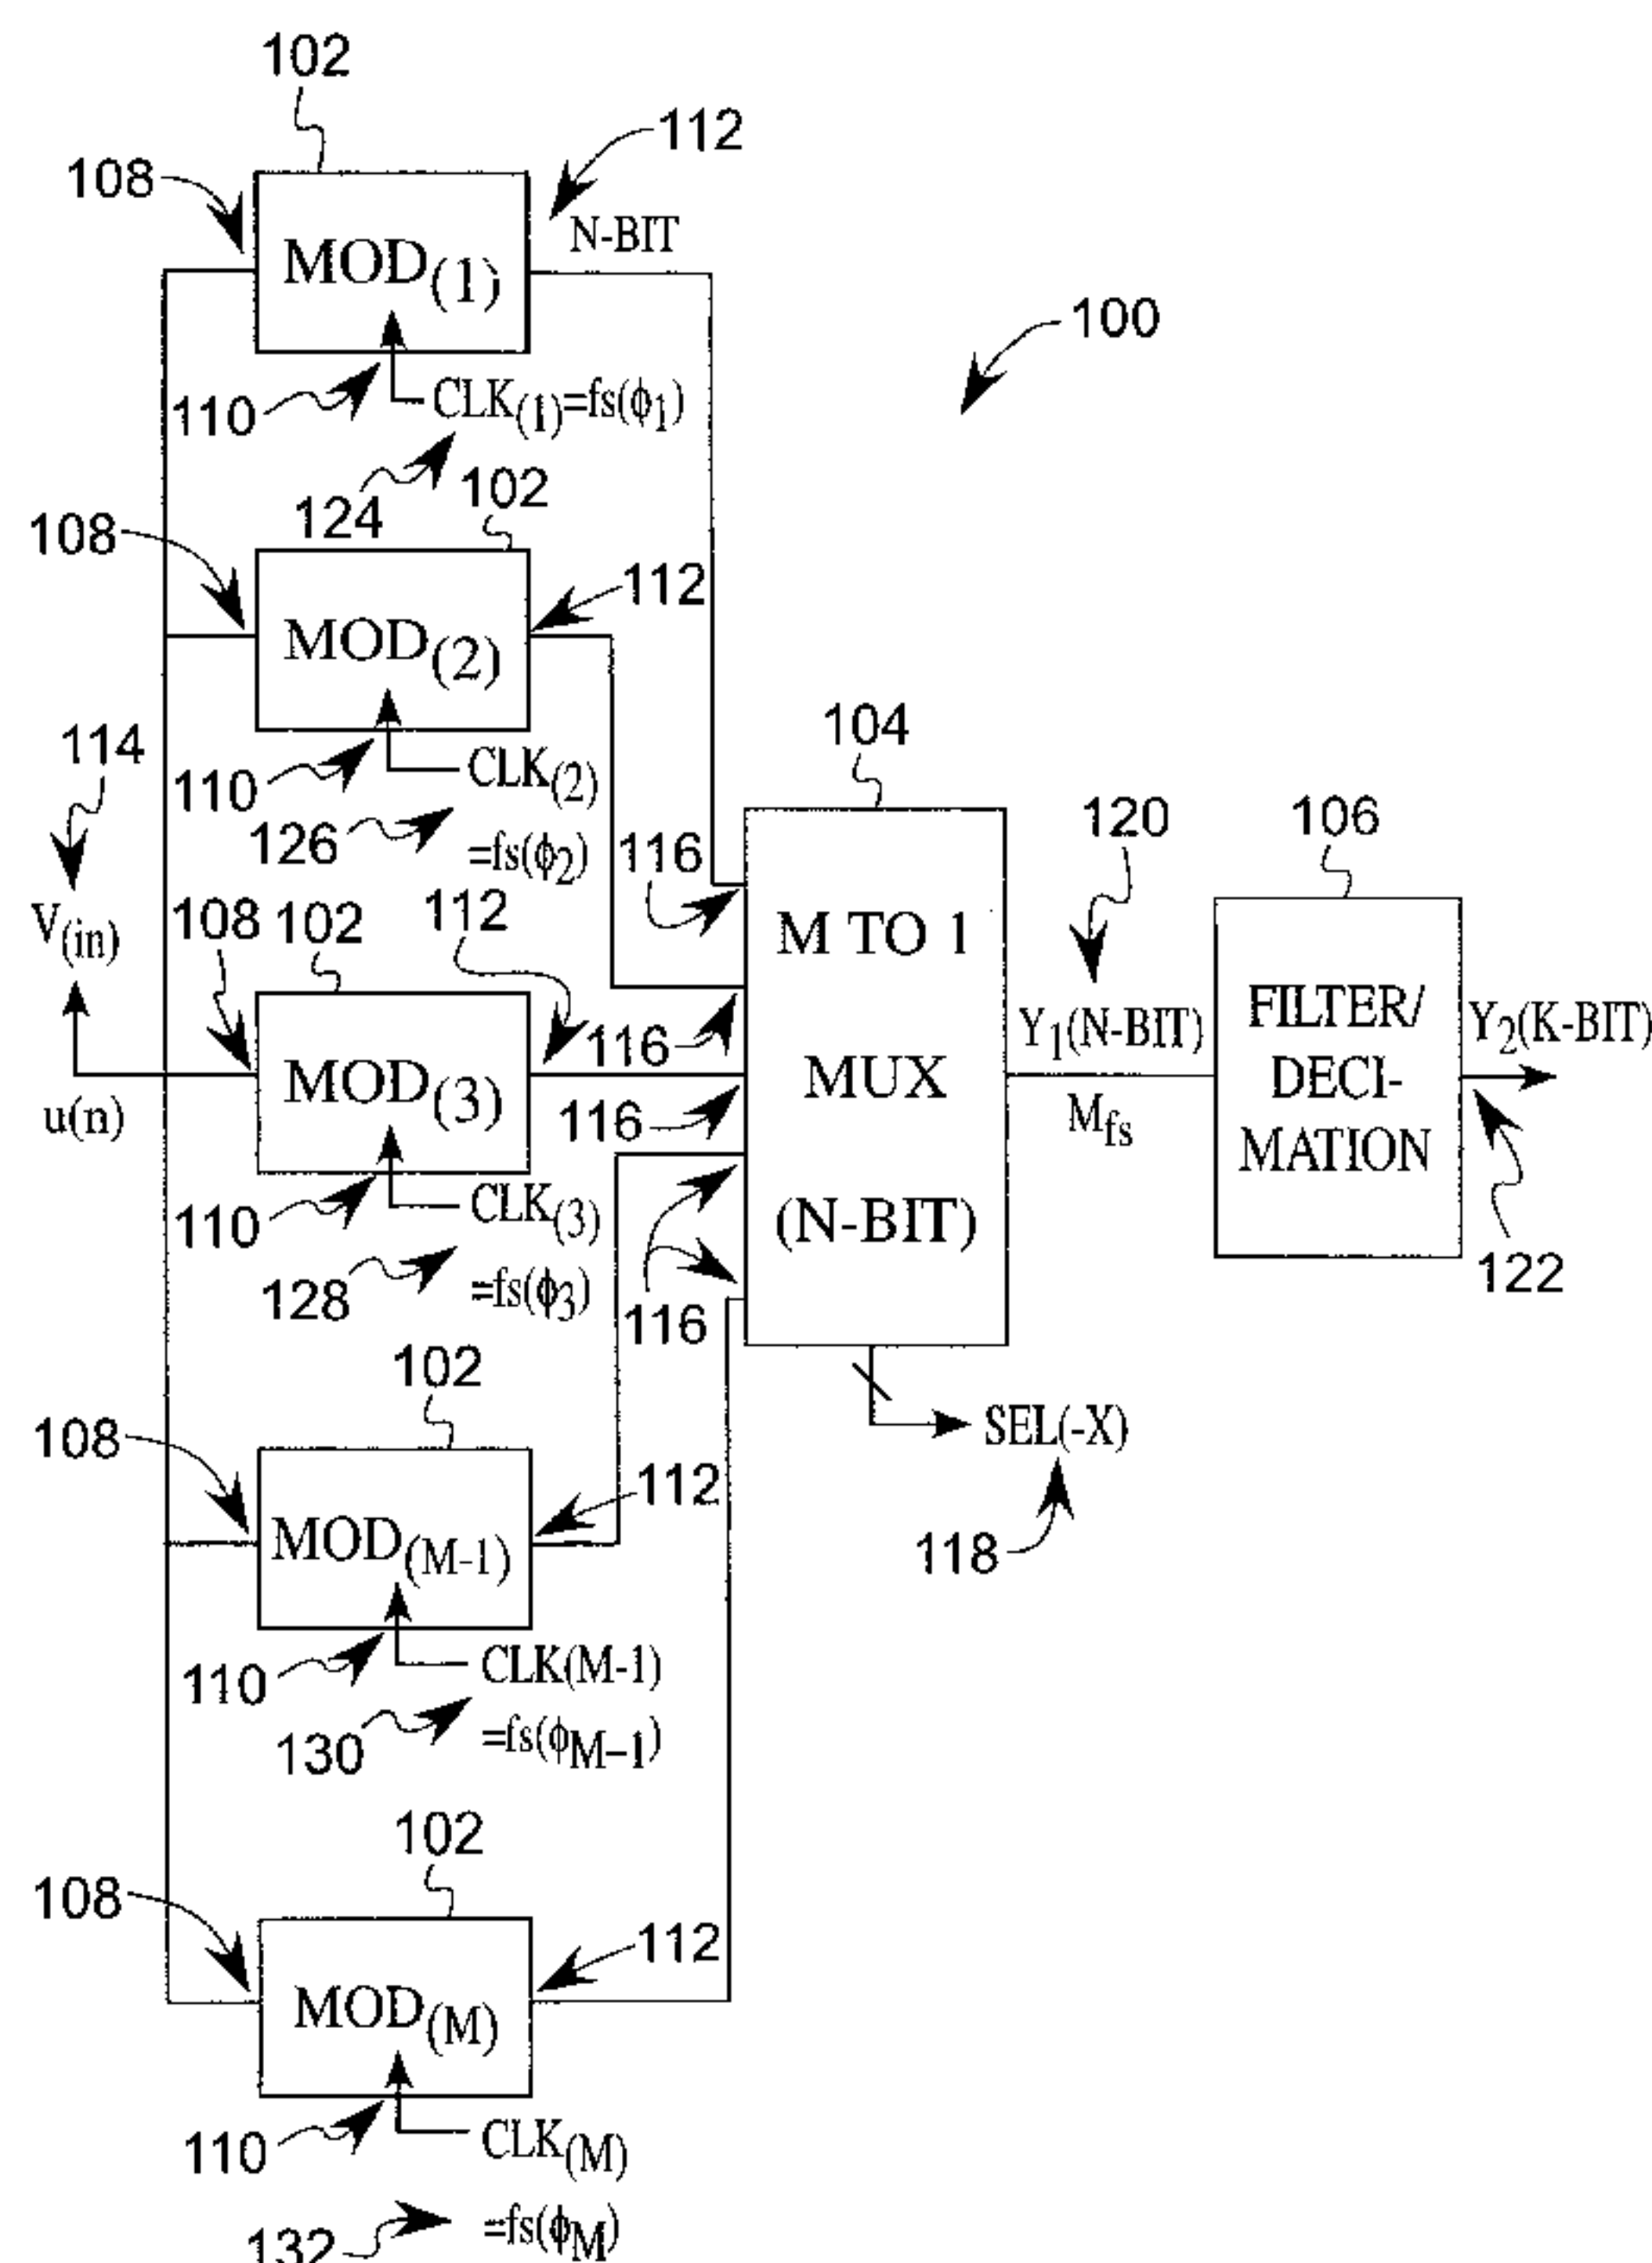 102
112
108
N-BIT
MOD(1)
100
110
CLK(1)=fs(ϕ1)
124
102
108
112
MOD(2)
114
104
110
CLK(2)
126
=fs(ϕ2)
116
120
106
V(in)
108
102
112
M TO 1
Y1(N-BIT)
FILTER/
Y2(K-BIT)
116
MOD(3)
MUX
DECI-
u(n)
116
Mfs
MATION
110
CLK(3)
(N-BIT)
128
=fs(ϕ3)
116
122
102
SEL(-X)
108
112
MOD(M-1)
118
110
CLK(M-1)
130
=fs(ϕM–1)
102
108
112
MOD(M)
110
CLK(M)
132
=fs(ϕM)